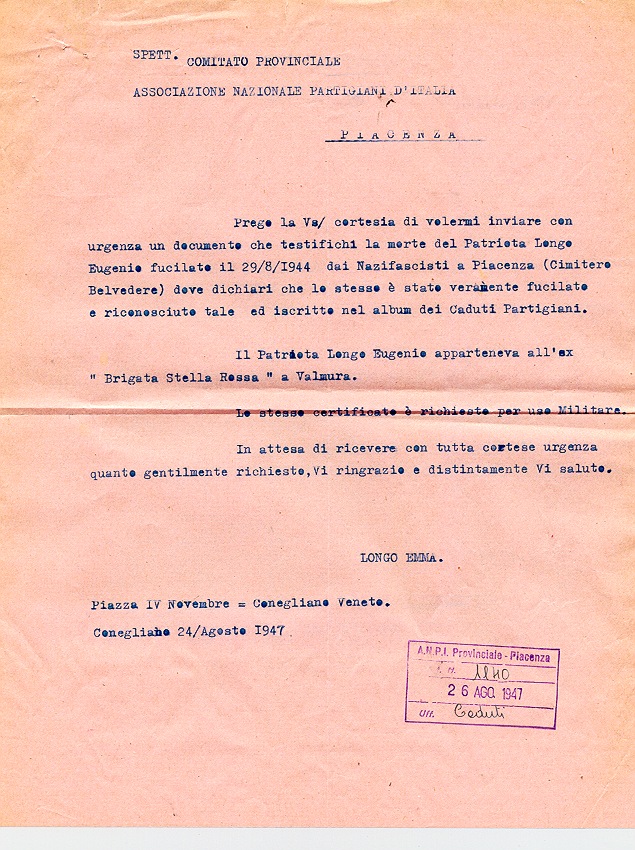 SPETT. COMITATO PROVINCIALE
ASSOCIAZIONE NAZIONALE PARTIGIANI D'ITALIA
PIACENZA
Prego la Vs/ cortesia di volermi inviare con
urgenza un documento che testifichi la morte del Patriota Longo
Eugenio fucilato il 29/8/1944 dai Nazifascisti a Piacenza (Cimitero
Belvedere) dove dichiari che lo stesso è stato veramente fucilato
e riconosciuto tale ed iscritto nel album dei Caduti Partigiani.
Il Patriota Longo Eugenio apparteneva all'ex
" Brigata Stella Rossa " a Valmura.
Lo stesso certificato è richiesto per uso Militare.
In attesa di ricevere con tutta cortese urgenza
quanto gentilmente richiesto,Vi ringrazio e distintamente Vi saluto.
LONGO EMMA.
Piazza IV Novembre = Conegliano Veneto.
Conegliano 24/Agosto 1947.
A.N.P.I. Provinciale - Piacenza
26 AGO. 1947
Uff. Caduti